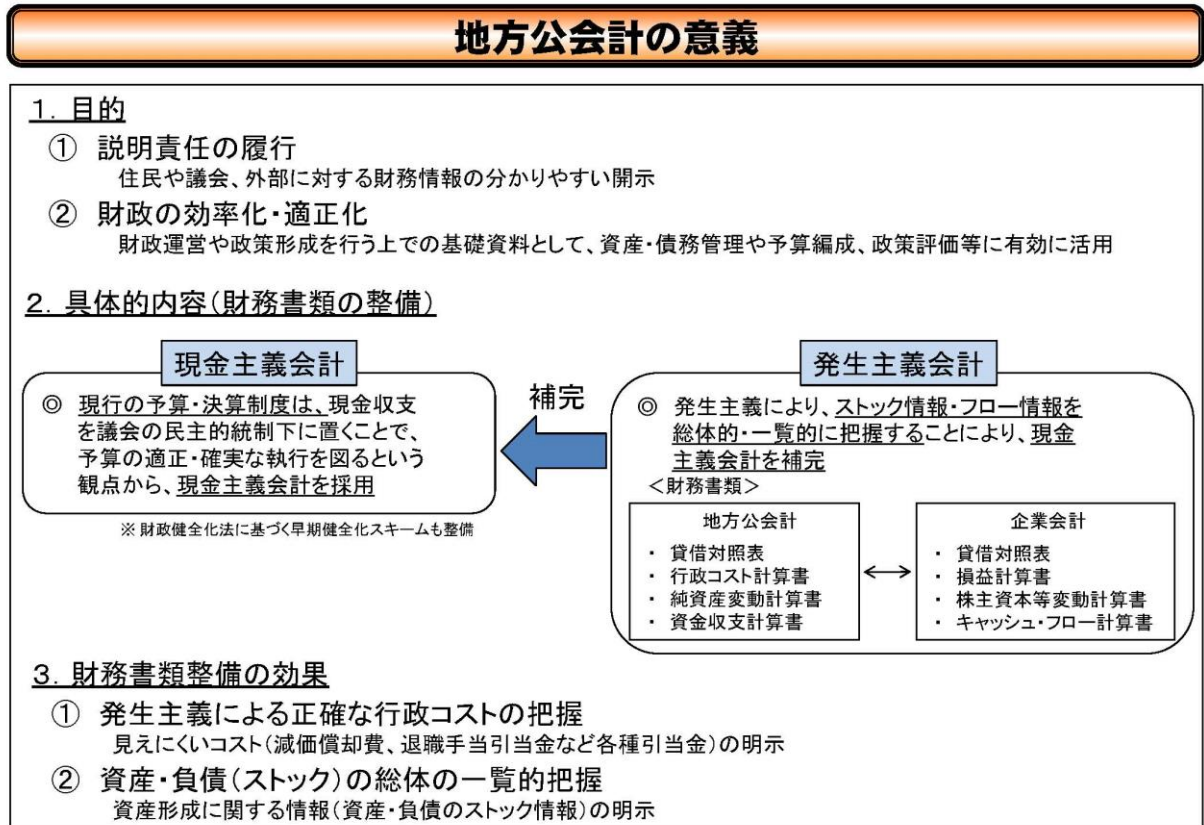 地方公会計の意義
１．目的
① 説明責任の履行
住民や議会、外部に対する財務情報の分かりやすい開示
② 財政の効率化・適正化
財政運営や政策形成を行う上での基礎資料として、資産・債務管理や予算編成、政策評価等に有効に活用
２．具体的内容（財務書類の整備）
現金主義会計
◎ 現行の予算・決算制度は、現金収支
を議会の民主的統制下に置くことで、
予算の適正・確実な執行を図るという
観点から、現金主義会計を採用
※ 財政健全化法に基づく早期健全化スキームも整備
補完
発生主義会計
◎ 発生主義により、ストック情報・フロー情報を
総体的・一覧的に把握することにより、現金
主義会計を補完
＜財務書類＞
地方公会計
・ 貸借対照表
・ 行政コスト計算書
・ 純資産変動計算書
・ 資金収支計算書
企業会計
・ 貸借対照表
・ 損益計算書
・ 株主資本等変動計算書
・ キャッシュ・フロー計算書
３．財務書類整備の効果
① 発生主義による正確な行政コストの把握
見えにくいコスト（減価償却費、退職手当引当金など各種引当金）の明示
② 資産・負債（ストック）の総体の一覧的把握
資産形成に関する情報（資産・負債のストック情報）の明示